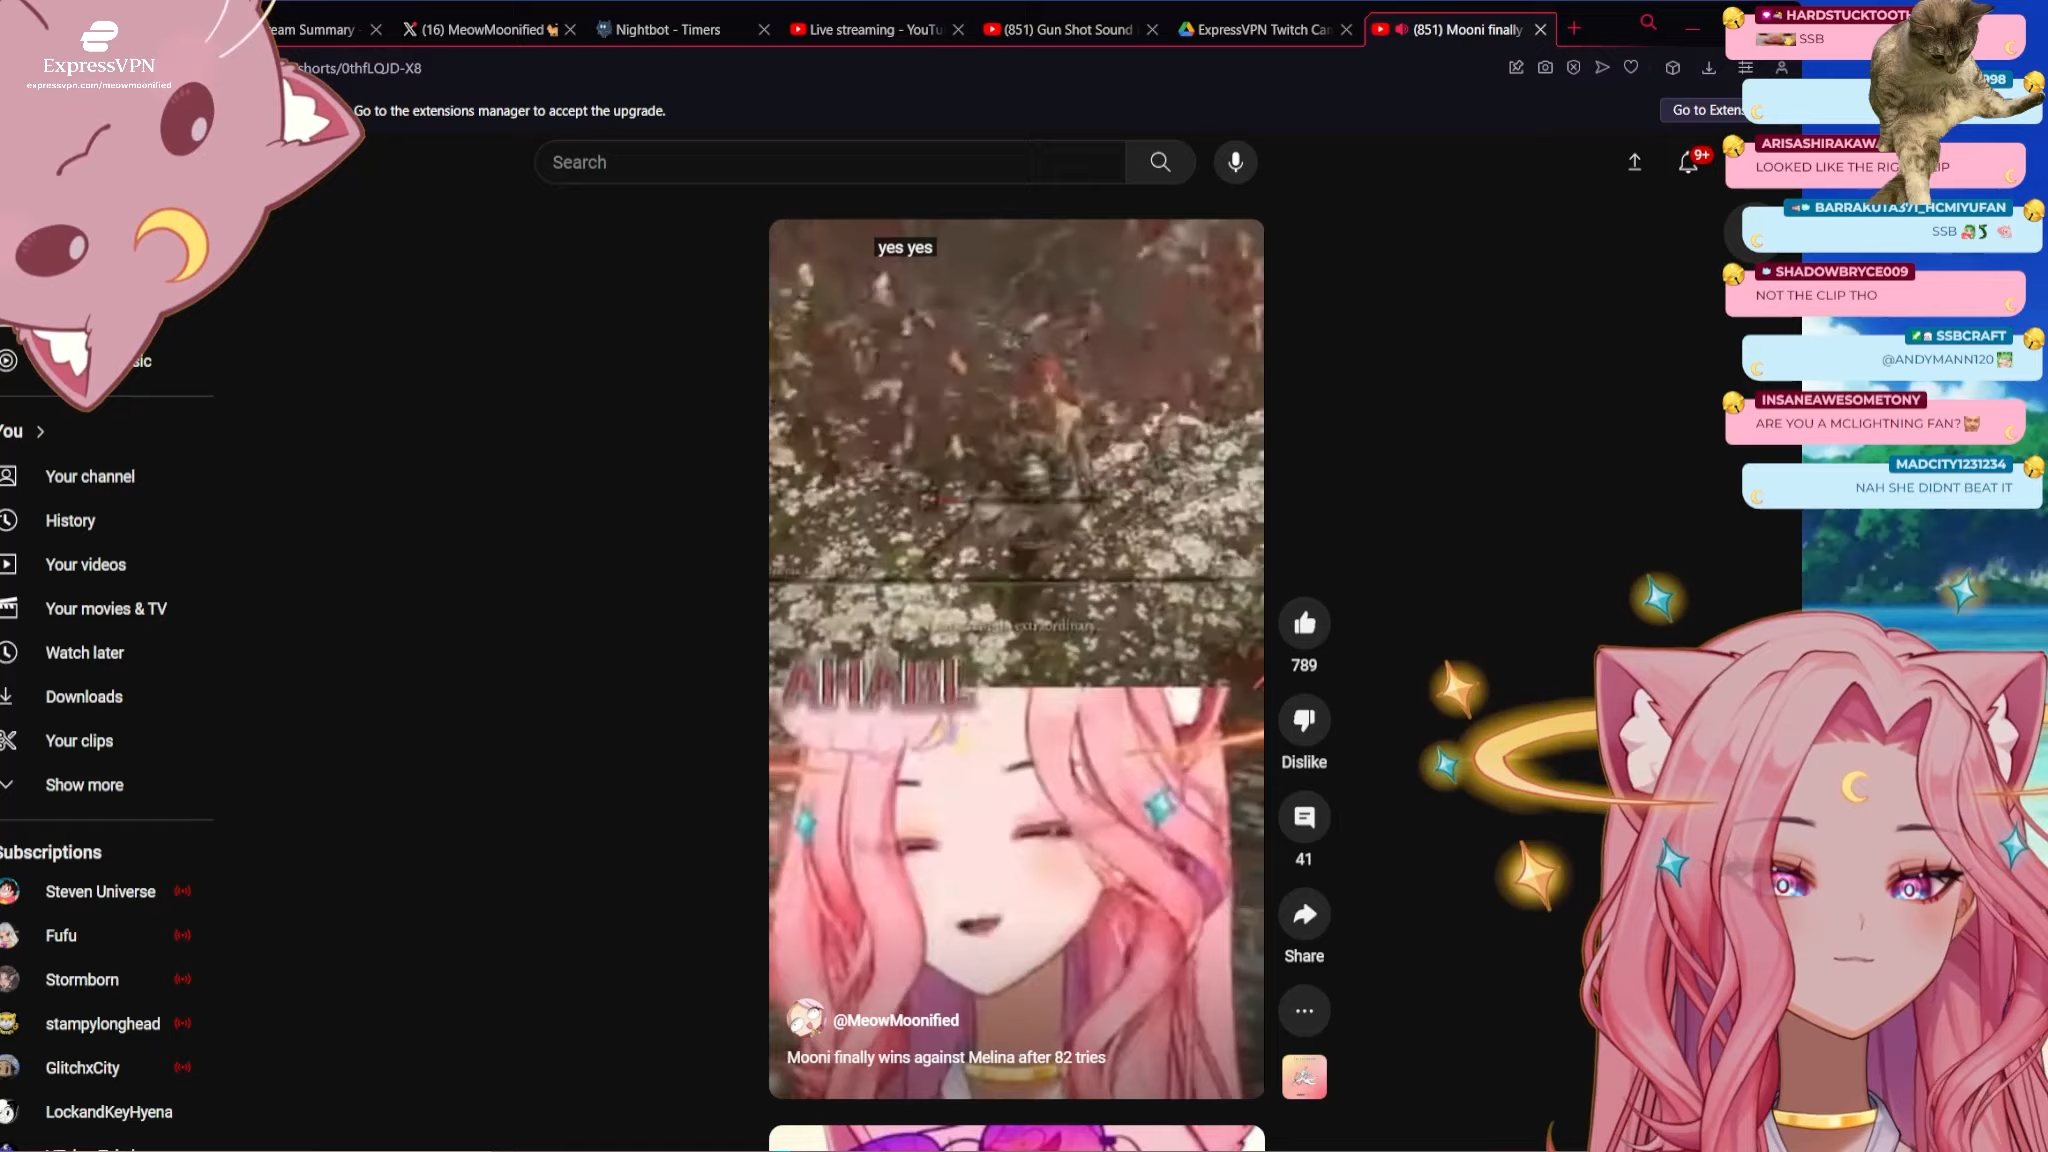 ExpressVPN
expressvpn.com/meowmoonified
eam Summary
(16) MeowMoonified
Nightbot - Timers
Live streaming - YouTu
(851) Gun Shot Sound
ExpressVPN Twitch Cam
(851) Mooni finally
shorts/0thfLQJD-X8
Go to the extensions manager to accept the upgrade.
Go to Exten
Search
9+
You
Your channel
History
Your videos
Your movies & TV
Watch later
Downloads
Your clips
Show more
Subscriptions
Steven Universe
Fufu
Stormborn
stampylonghead
GlitchxCity
LockandKeyHyena
yes yes
extraordinary
@MeowMoonified
Mooni finally wins against Melina after 82 tries
789
Dislike
41
Share
HARDSTUCKTOOTH
SSB
998
ARISASHIRAKAWA
LOOKED LIKE THE RIG IP
BARRAKUTA371_HCMIYUFAN
SSB
SHADOWBRYCE009
NOT THE CLIP THO
SSBCRAFT
@ANDYMANN120
INSANEAWESOMETONY
ARE YOU A MCLIGHTNING FAN?
MADCITY1231234
NAH SHE DIDNT BEAT IT